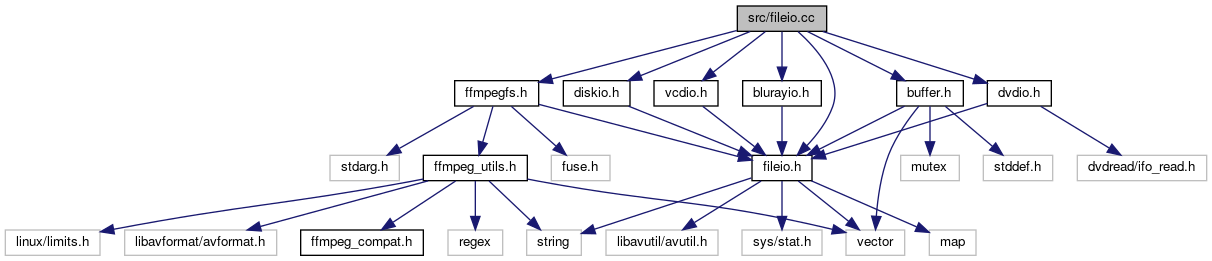 src/fileio.cc
ffmpegfs.h
diskio.h
vcdio.h
blurayio.h
buffer.h
dvdio.h
stdarg.h
ffmpeg_utils.h
fuse.h
fileio.h
mutex
stddef.h
dvdread/ifo_read.h
linux/limits.h
libavformat/avformat.h
ffmpeg_compat.h
regex
string
libavutil/avutil.h
sys/stat.h
vector
map